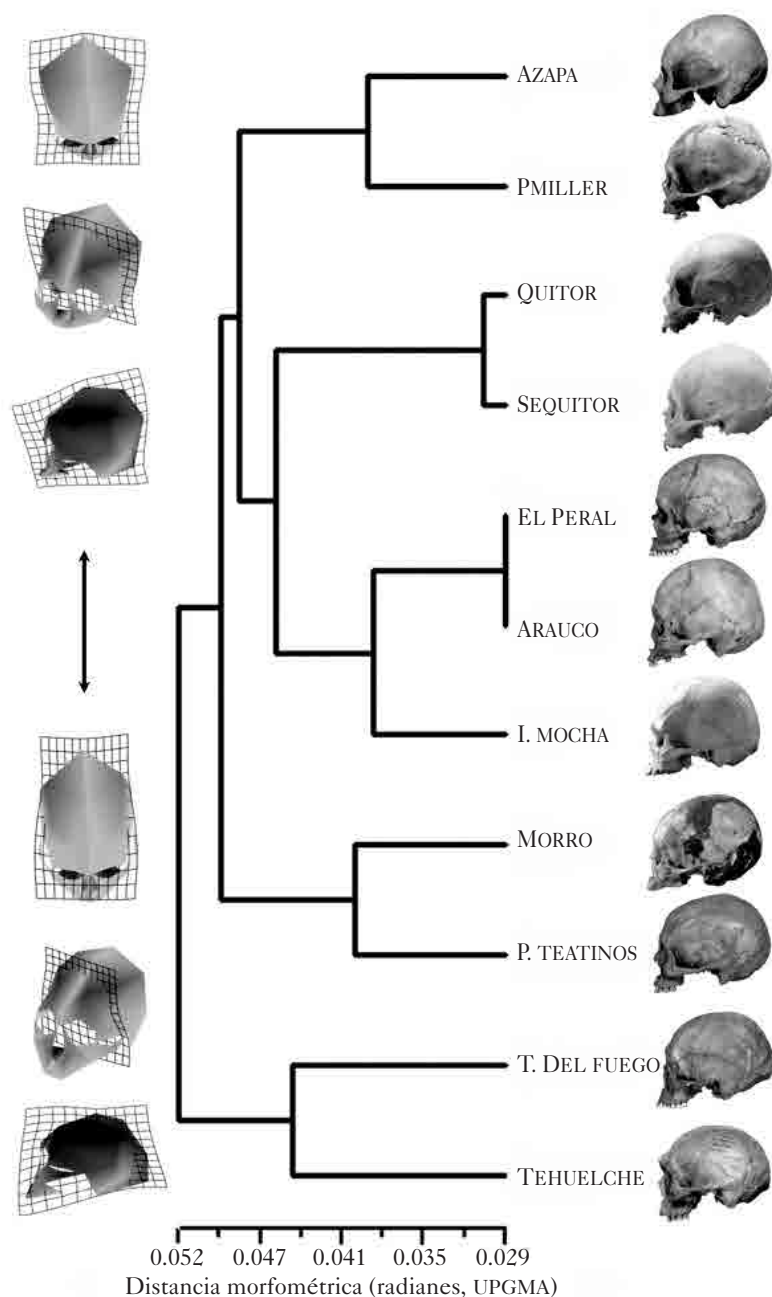 AZAPA
PMILLER
QUITOR
SEQUITOR
EL PERAL
ARAUCO
I. MOCHA
MORRO
P. TEATINOS
T. DEL FUEGO
TEHUELCHE
0.052 0.047 0.041 0.035 0.029
Distancia morfométrica (radianes, UPGMA)